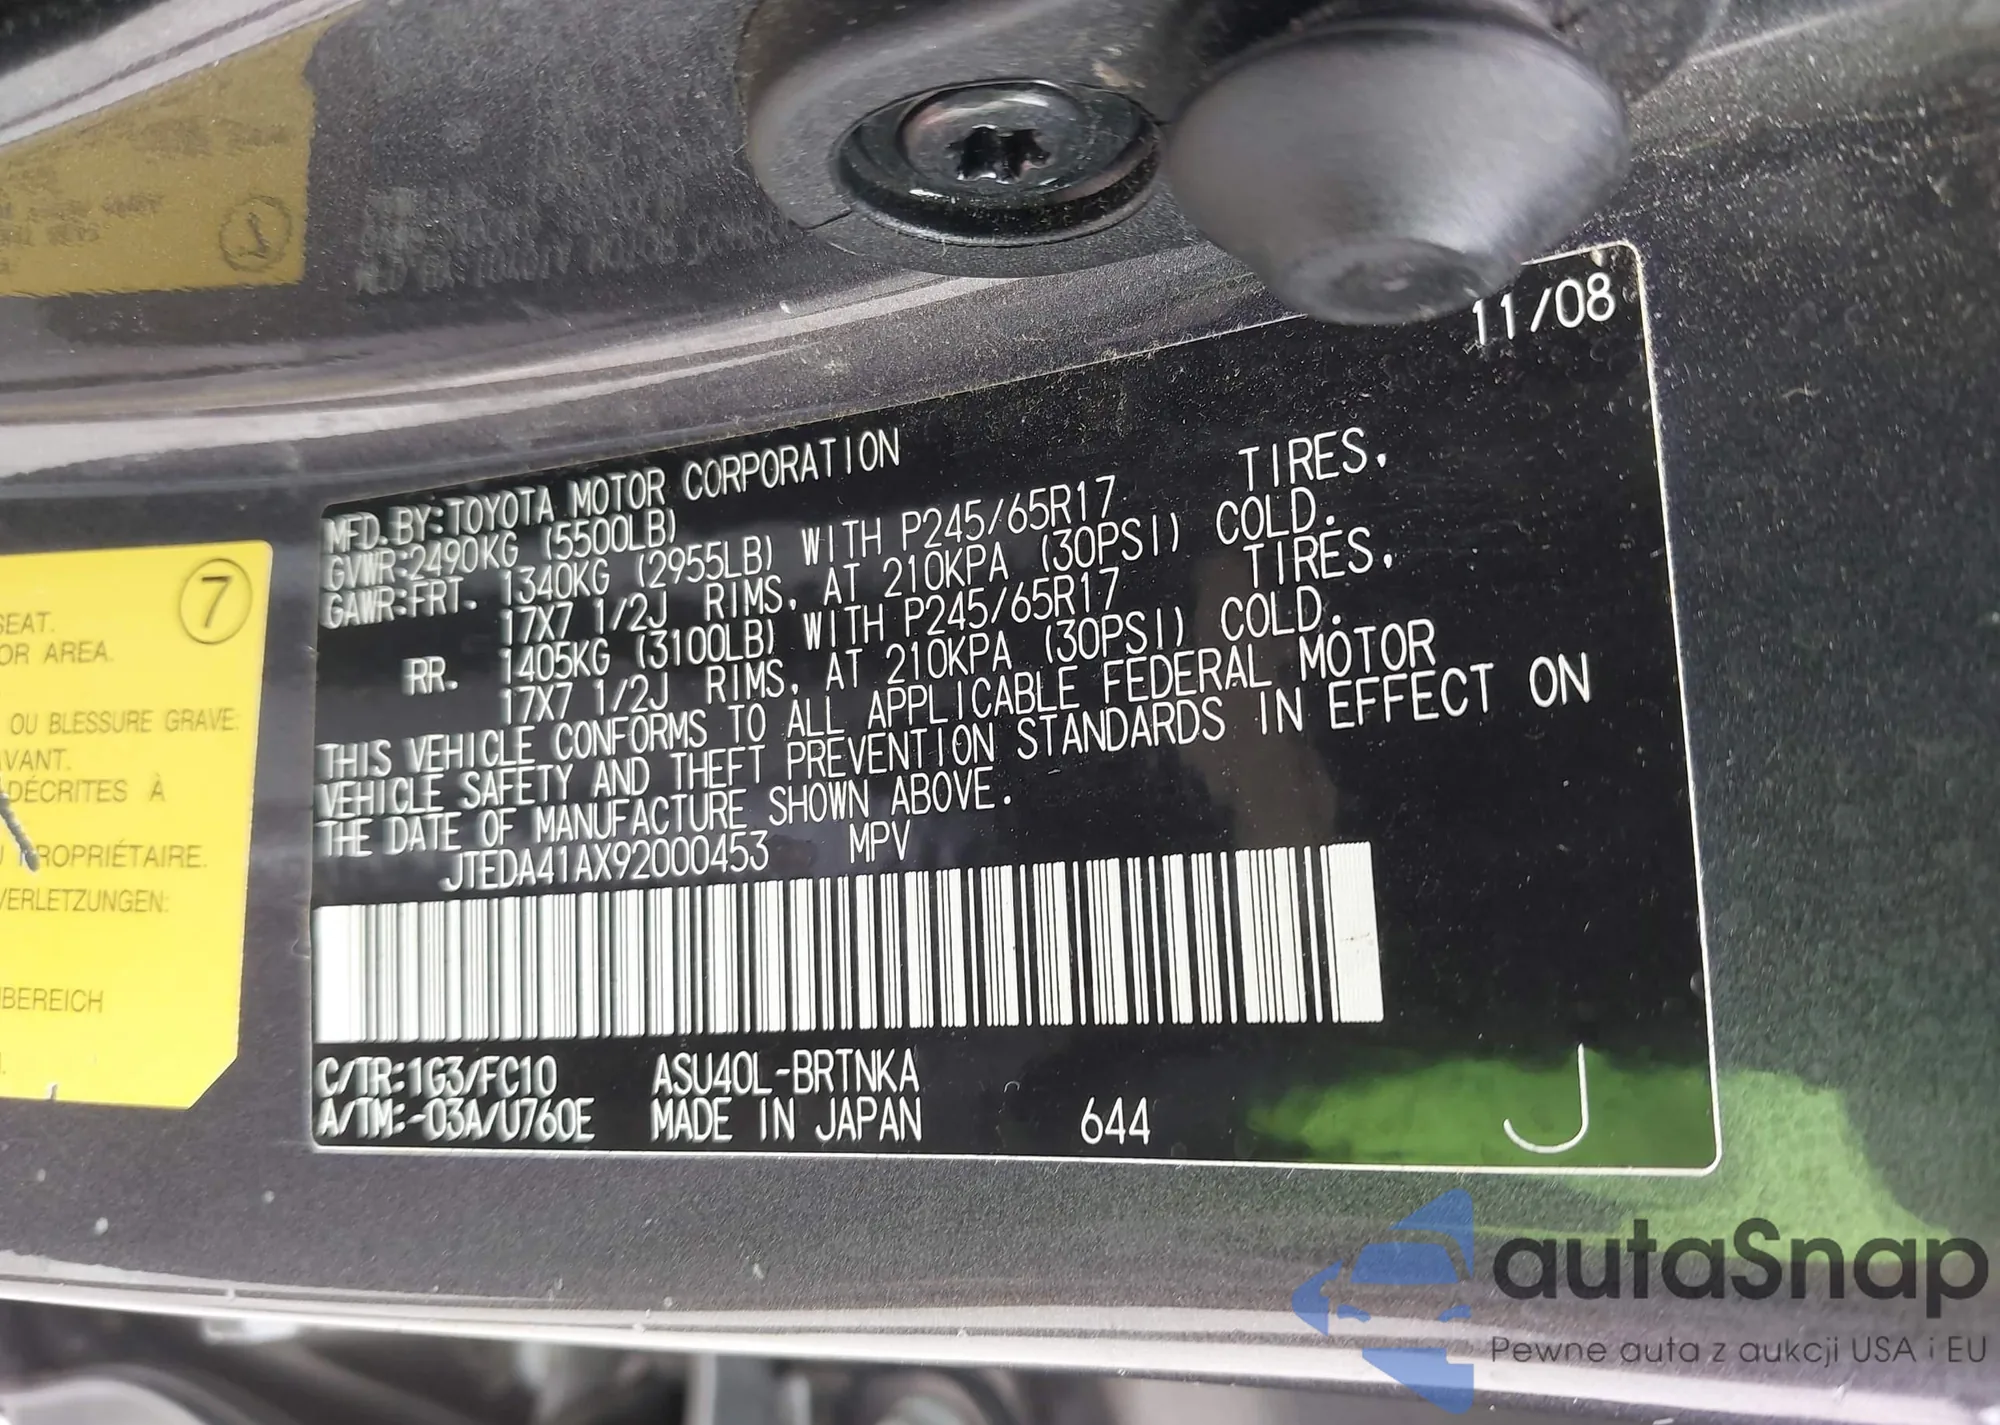 11/08
MFD. BY:TOYOTA MOTOR CORPORATION
GVWR:2490KG (5500LB)
GAWR:FRT. 1340KG (2955LB) WITH P245/65R17 TIRES,
17X7 1/2J RIMS, AT 210KPA (30PSI) COLD.
RR. 1405KG (3100LB) WITH P245/65R17 TIRES,
17X7 1/2J RIMS, AT 210KPA (30PSI) COLD.
THIS VEHICLE CONFORMS TO ALL APPLICABLE FEDERAL MOTOR
VEHICLE SAFETY AND THEFT PREVENTION STANDARDS IN EFFECT ON
THE DATE OF MANUFACTURE SHOWN ABOVE.
JTEDA41AX92000453 MPV
C/TR:1G3/FC10 ASU40L-BRTNKA
A/TM:-03A/U760E MADE IN JAPAN 644 J
7
SEAT.
OR AREA.
OU BLESSURE GRAVE:
AVANT.
DÉCRITES À
PROPRIÉTAIRE.
VERLETZUNGEN:
BEREICH
autaSnap
Pewne auta z aukcji USA i EU